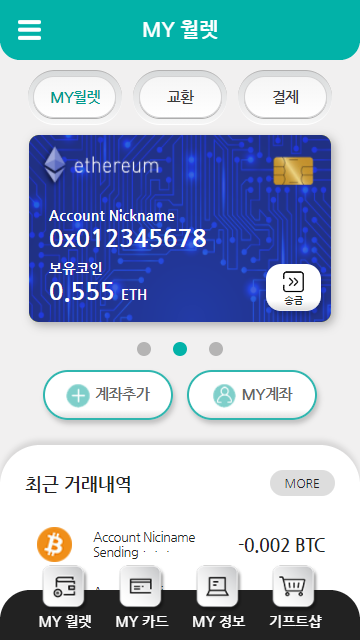 MY 월렛
MY월렛
교환
결제
ethereum
Account Nickname
0x012345678
보유코인
0.555 ETH
송금
계좌추가
MY계좌
최근 거래내역
MORE
Account Niciname
Sending · · ·
-0.002 BTC
MY 월렛
MY 카드
MY 정보
기프트샵